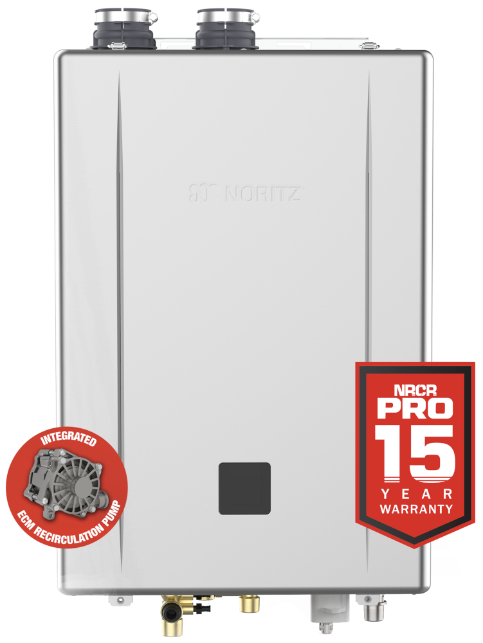 NORITZ
INTEGRATED
ECM RECIRCULATION PUMP
NRCR
PRO
15
YEAR
WARRANTY